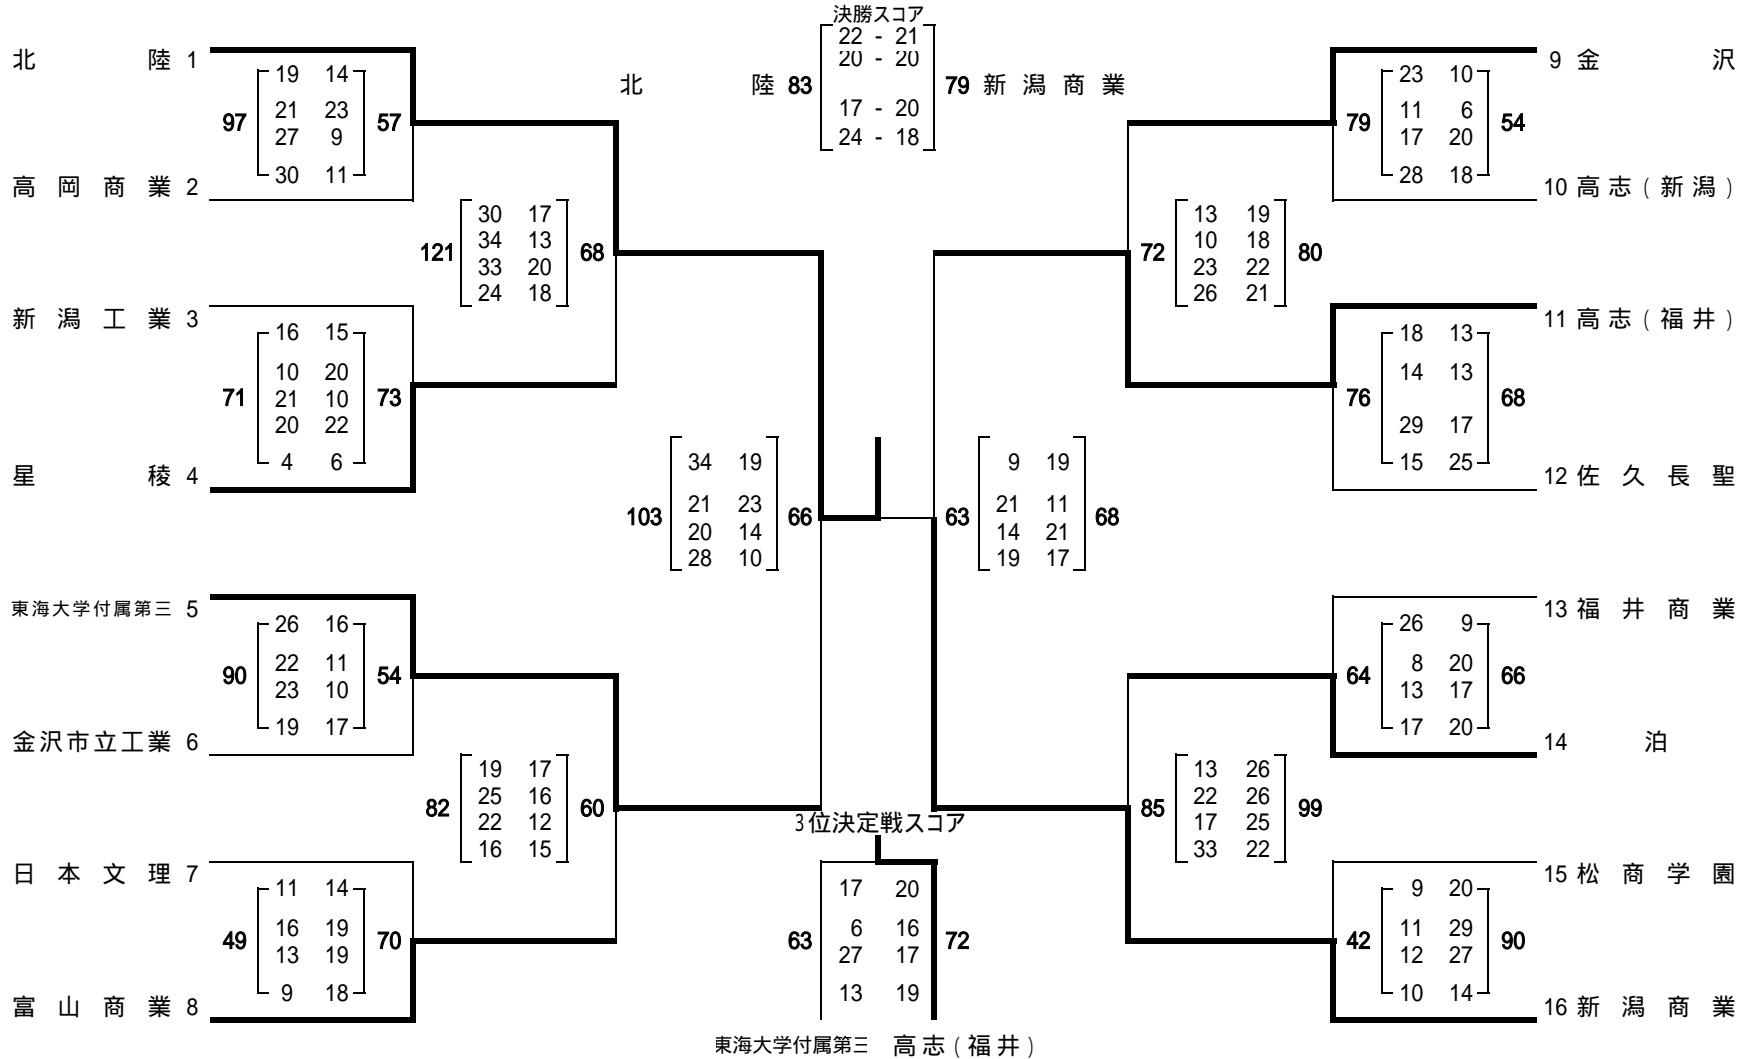 決勝スコア
北 陸 83 22 - 21 79 新潟商業
20 - 20
17 - 20
24 - 18
北 陸 1
97 19 14 57
21 23
27 9
30 11
高岡商業 2
121 30 17 68
34 13
33 20
24 18
新潟工業 3
71 16 15 73
10 20
21 10
20 22
4 6
星 稜 4
103 34 19 66
21 23
20 14
28 10
東海大学付属第三 5
90 26 16 54
22 11
23 10
19 17
金沢市立工業 6
82 19 17 60
25 16
22 12
16 15
日本文理 7
49 11 14 70
16 19
13 19
9 18
富山商業 8
9 金 沢
79 23 10 54
11 6
17 20
28 18
10 高志(新潟)
72 13 19 80
10 18
23 22
26 21
11 高志(福井)
76 18 13 68
14 13
29 17
15 25
12 佐久長聖
63 9 19 68
21 11
14 21
19 17
13 福井商業
64 26 9 66
8 20
13 17
17 20
14 泊
85 13 26 99
22 26
17 25
33 22
15 松商学園
42 9 20 90
11 29
12 27
10 14
16 新潟商業
3位決定戦スコア
63 17 20 72
6 16
27 17
13 19
東海大学付属第三 高志(福井)